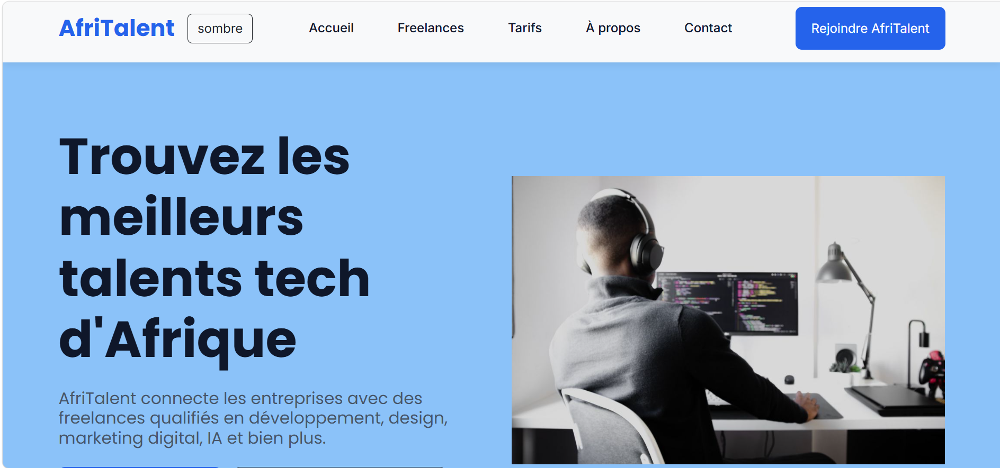 AfriTalent
sombre
Accueil
Freelances
Tarifs
À propos
Contact
Rejoindre AfriTalent
Trouvez les
meilleurs
talents tech
d'Afrique
AfriTalent connecte les entreprises avec des
freelances qualifiés en développement, design,
marketing digital, IA et bien plus.